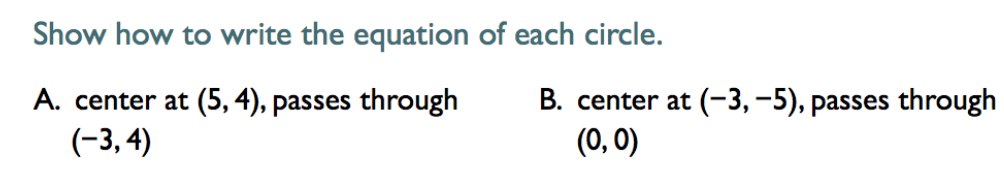 Show how to write the equation of each circle.
A. center at (5, 4), passes through
(−3, 4)
B. center at (−3, −5), passes through
(0, 0)